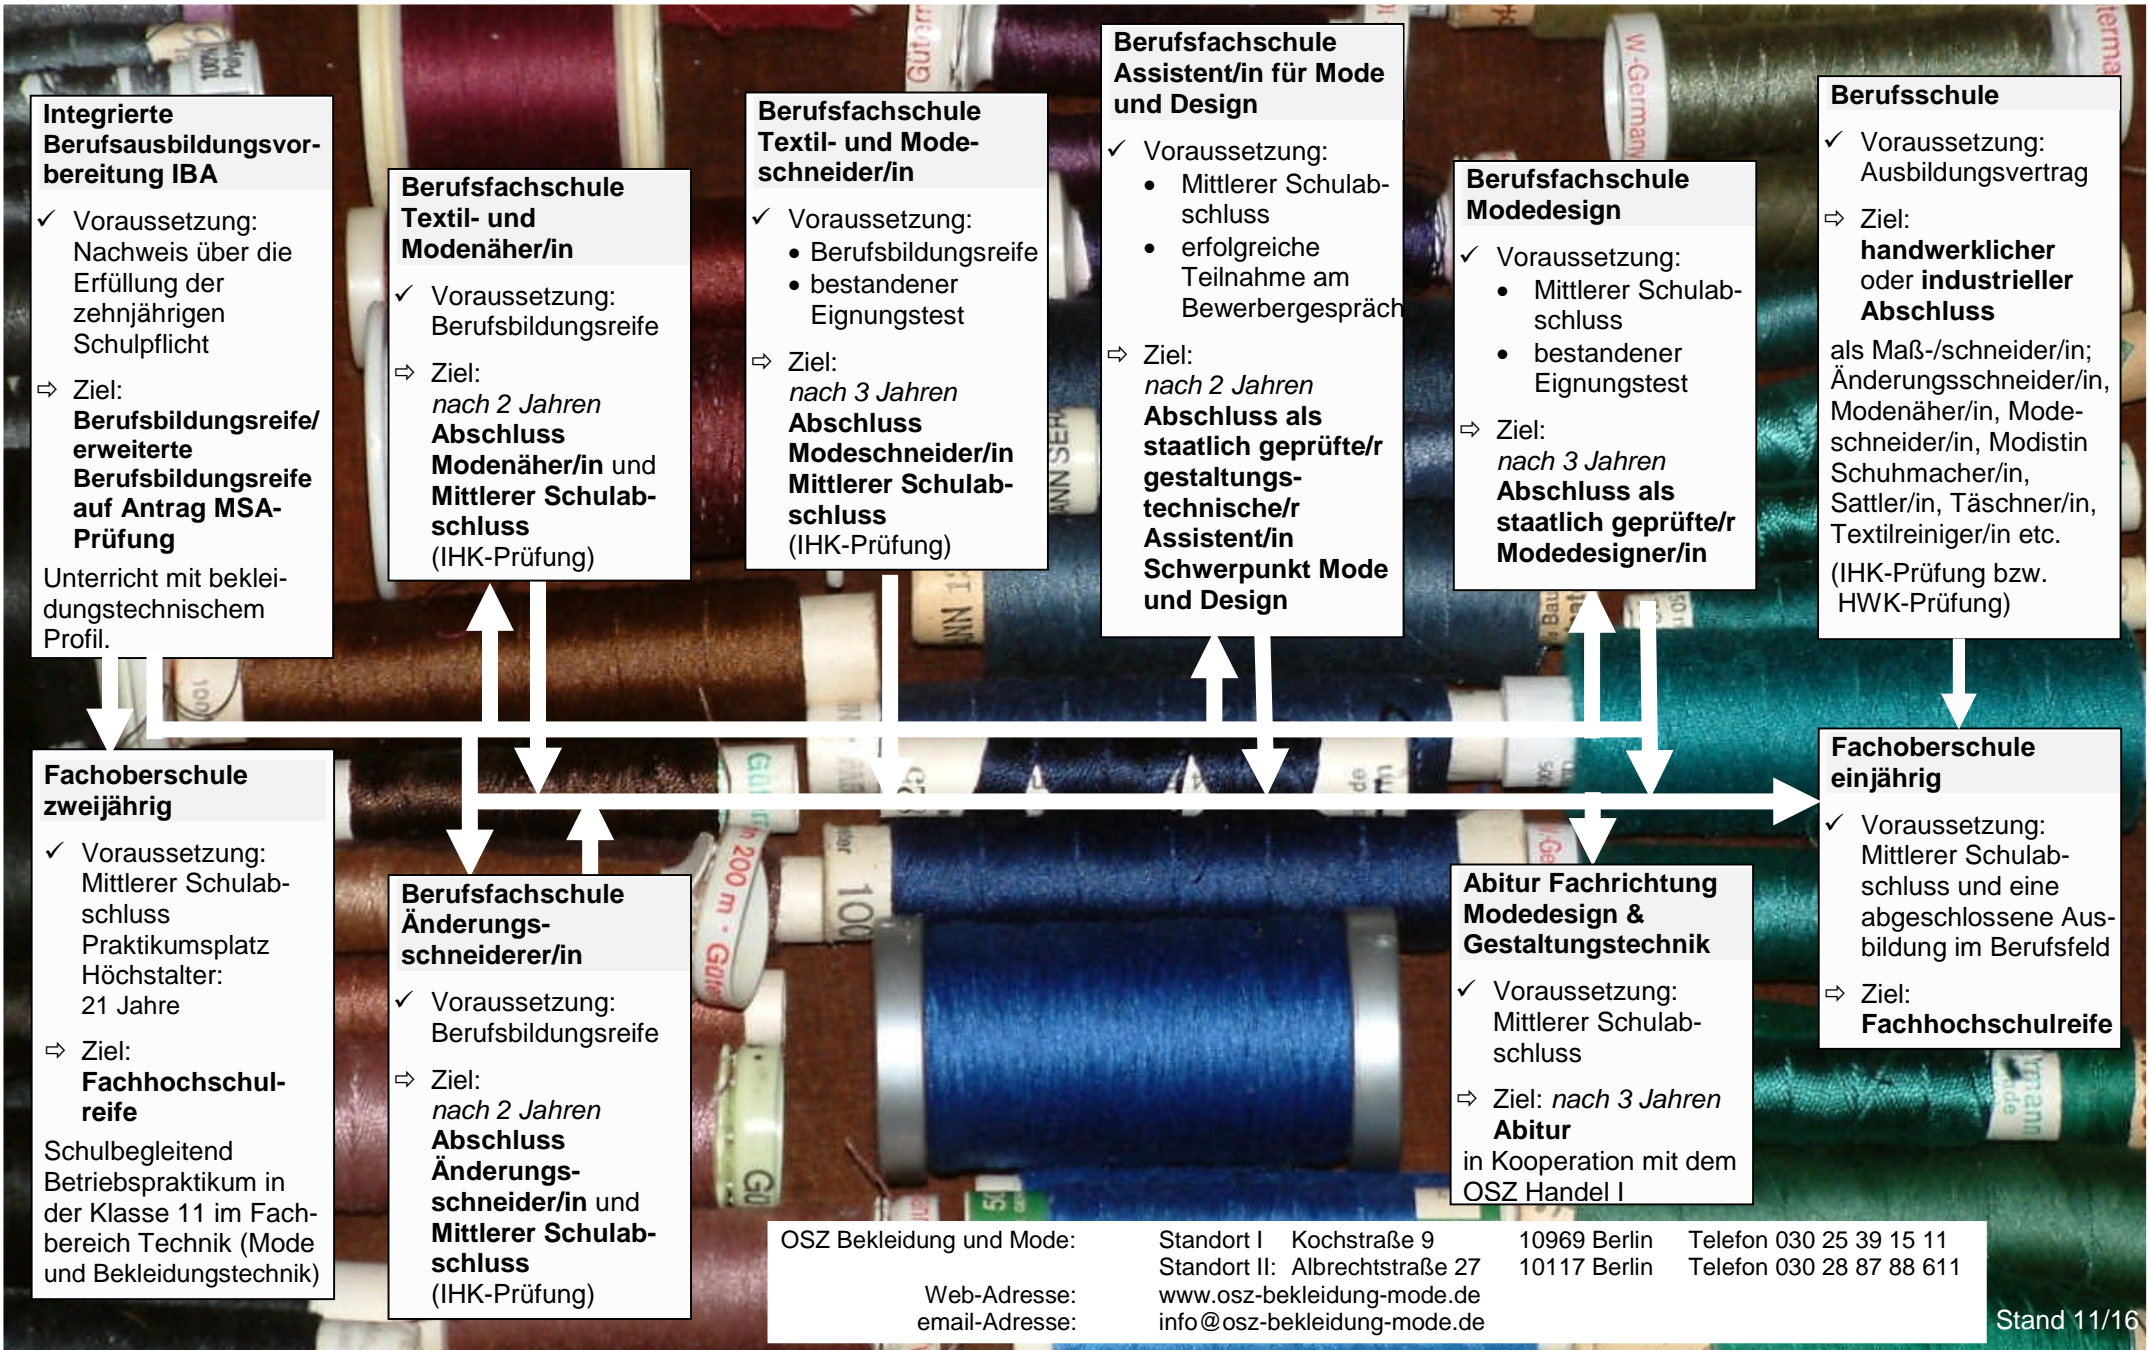 Integrierte
Berufsausbildungsvor-
bereitung IBA
✓ Voraussetzung:
Nachweis über die
Erfüllung der
zehnjährigen
Schulpflicht
⇨ Ziel:
Berufsbildungsreife/
erweiterte
Berufsbildungsreife
auf Antrag MSA-
Prüfung
Unterricht mit beklei-
dungstechnischem
Profil.
Berufsfachschule
Textil- und
Modenäher/in
✓ Voraussetzung:
Berufsbildungsreife
⇨ Ziel:
nach 2 Jahren
Abschluss
Modenäher/in und
Mittlerer Schulab-
schluss
(IHK-Prüfung)
Berufsfachschule
Textil- und Mode-
schneider/in
✓ Voraussetzung:
• Berufsbildungsreife
• bestandener
Eignungstest
⇨ Ziel:
nach 3 Jahren
Abschluss
Modeschneider/in
Mittlerer Schulab-
schluss
(IHK-Prüfung)
Berufsfachschule
Assistent/in für Mode
und Design
✓ Voraussetzung:
• Mittlerer Schulab-
schluss
• erfolgreiche
Teilnahme am
Bewerbergespräch
⇨ Ziel:
nach 2 Jahren
Abschluss als
staatlich geprüfte/r
gestaltungs-
technische/r
Assistent/in
Schwerpunkt Mode
und Design
Berufsfachschule
Modedesign
✓ Voraussetzung:
• Mittlerer Schulab-
schluss
• bestandener
Eignungstest
⇨ Ziel:
nach 3 Jahren
Abschluss als
staatlich geprüfte/r
Modedesigner/in
Berufsschule
✓ Voraussetzung:
Ausbildungsvertrag
⇨ Ziel:
handwerklicher
oder industrieller
Abschluss
als Maß-/schneider/in;
Änderungsschneider/in,
Modenäher/in, Mode-
schneider/in, Modistin
Schuhmacher/in,
Sattler/in, Täschner/in,
Textilreiniger/in etc.
(IHK-Prüfung bzw.
HWK-Prüfung)
Fachoberschule
zweijährig
✓ Voraussetzung:
Mittlerer Schulab-
schluss
Praktikumsplatz
Höchstalter:
21 Jahre
⇨ Ziel:
Fachhochschul-
reife
Schulbegleitend
Betriebspraktikum in
der Klasse 11 im Fach-
bereich Technik (Mode
und Bekleidungstechnik)
Berufsfachschule
Änderungs-
schneiderer/in
✓ Voraussetzung:
Berufsbildungsreife
⇨ Ziel:
nach 2 Jahren
Abschluss
Änderungs-
schneider/in und
Mittlerer Schulab-
schluss
(IHK-Prüfung)
Abitur Fachrichtung
Modedesign &
Gestaltungstechnik
✓ Voraussetzung:
Mittlerer Schulab-
schluss
⇨ Ziel: nach 3 Jahren
Abitur
in Kooperation mit dem
OSZ Handel I
Fachoberschule
einjährig
✓ Voraussetzung:
Mittlerer Schulab-
schluss und eine
abgeschlossene Aus-
bildung im Berufsfeld
⇨ Ziel:
Fachhochschulreife
OSZ Bekleidung und Mode: Standort I Kochstraße 9 10969 Berlin Telefon 030 25 39 15 11
Standort II: Albrechtstraße 27 10117 Berlin Telefon 030 28 87 88 611
Web-Adresse: www.osz-bekleidung-mode.de
email-Adresse: info@osz-bekleidung-mode.de
Stand 11/16
W-Germany
200 m
100